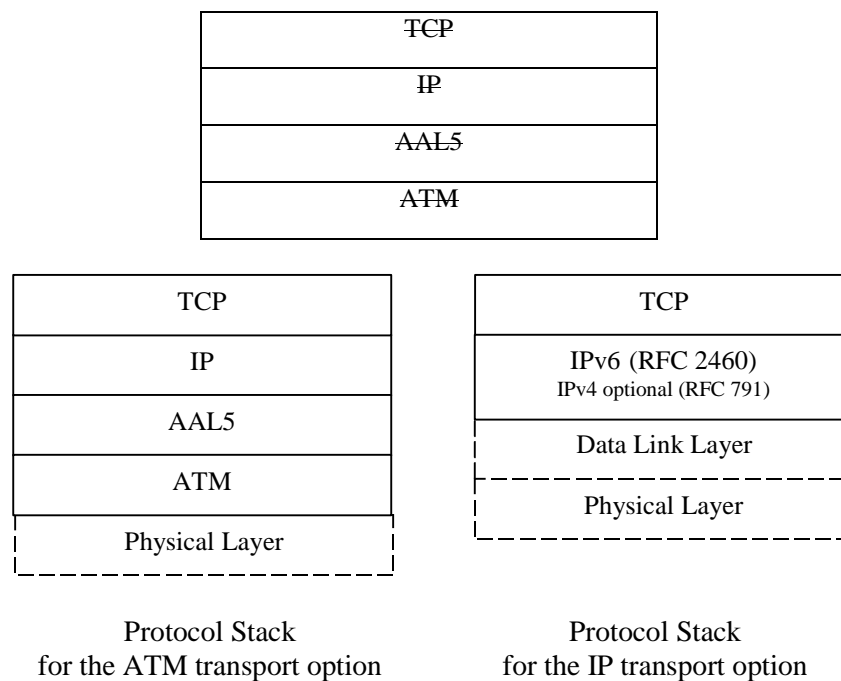 TCP
IP
AAL5
ATM
TCP
IP
AAL5
ATM
Physical Layer
Protocol Stack
for the ATM transport option
TCP
IPv6 (RFC 2460)
IPv4 optional (RFC 791)
Data Link Layer
Physical Layer
Protocol Stack
for the IP transport option